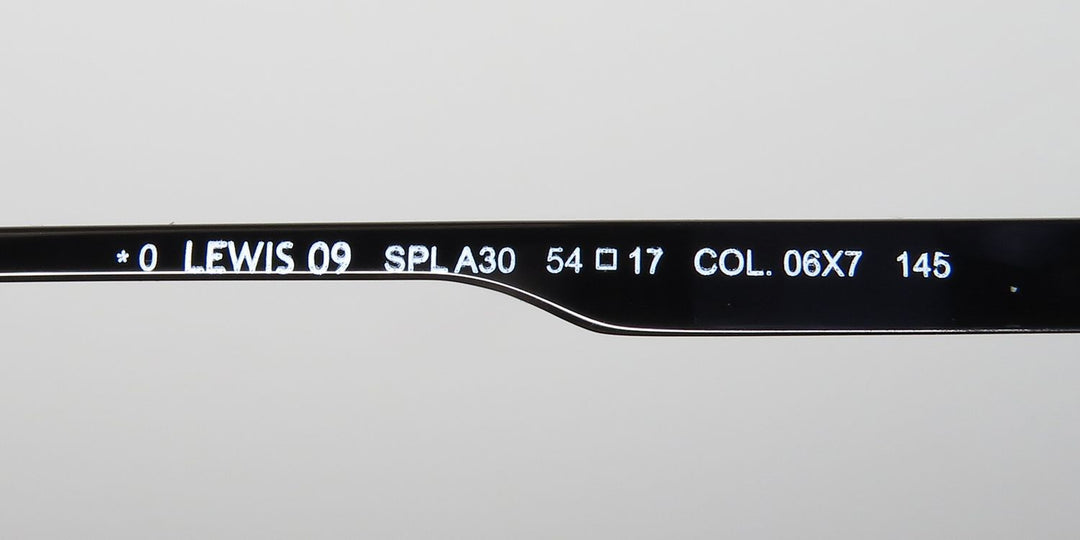 * 0 LEWIS 09 SPLA30 54 □ 17 COL. 06X7 145